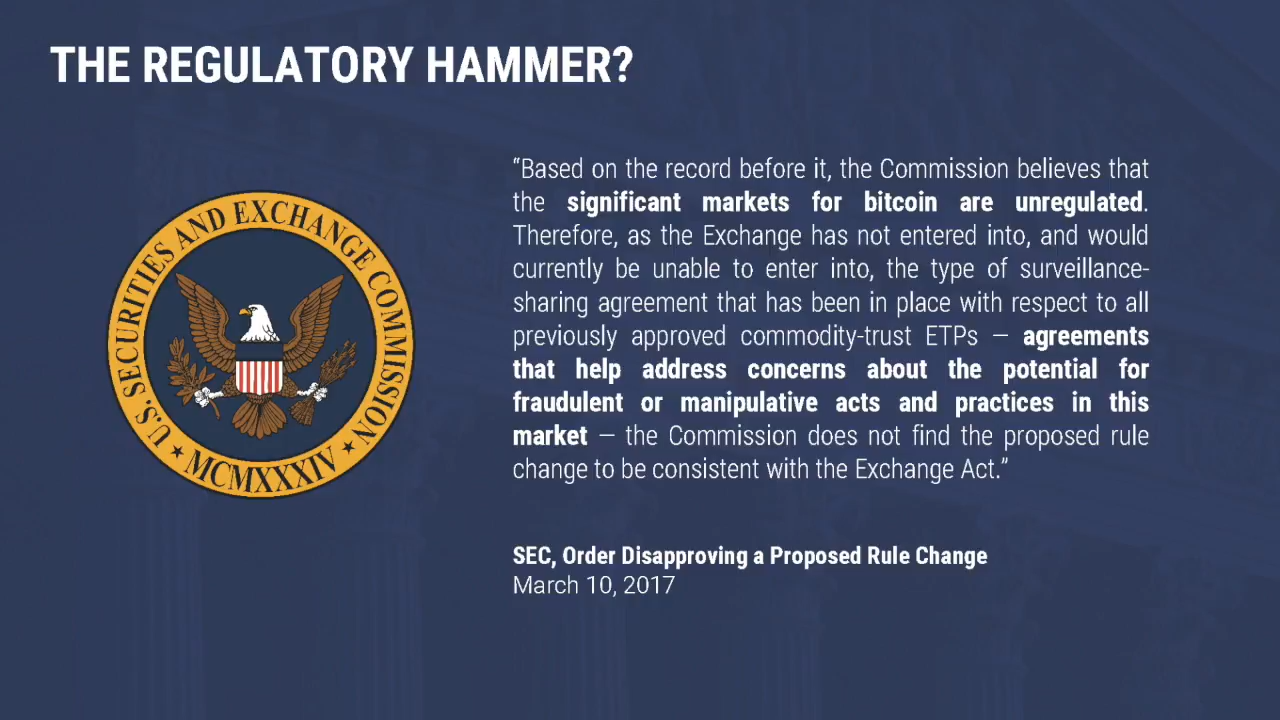 THE REGULATORY HAMMER?
U.S. SECURITIES AND EXCHANGE COMMISSION
MCMXXXIV
“Based on the record before it, the Commission believes that
the significant markets for bitcoin are unregulated.
Therefore, as the Exchange has not entered into, and would
currently be unable to enter into, the type of surveillance-
sharing agreement that has been in place with respect to all
previously approved commodity-trust ETPs – agreements
that help address concerns about the potential for
fraudulent or manipulative acts and practices in this
market – the Commission does not find the proposed rule
change to be consistent with the Exchange Act.”
SEC, Order Disapproving a Proposed Rule Change
March 10, 2017